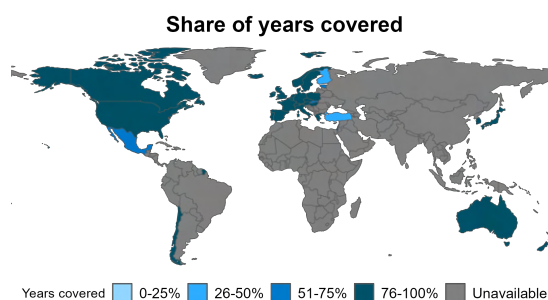 Share of years covered
Years covered 0-25% 26-50% 51-75% 76-100% Unavailable